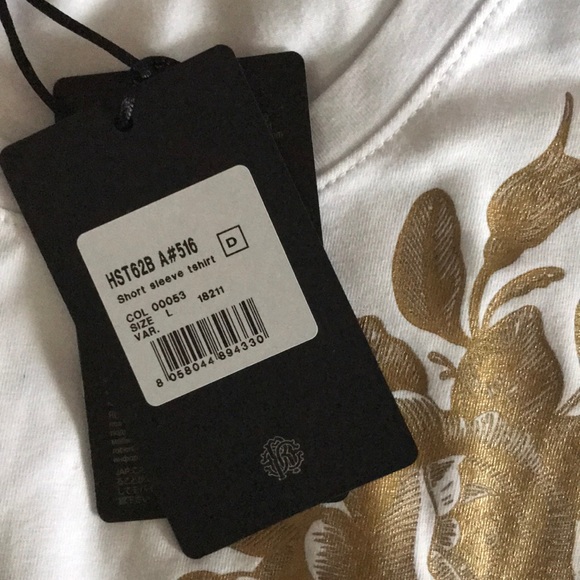 HST62B A#516 D
Short sleeve tshirt
COL 00053
SIZE L 18211
VAR.
8 058044 894330